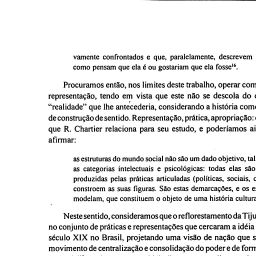 vamente confrontados e que, paralelamente, descrevem
como pensam que ela é ou gostariam que ela fosse¹⁶.
Procuramos então, nos limites deste trabalho, operar com
representação, tendo em vista que este não se descola do
"realidade" que lhe antecederia, considerando a história com
de construção de sentido. Representação, prática, apropriação:
que R. Chartier relaciona para seu estudo, e poderíamos
afirmar:
as estruturas do mundo social não são um dado objetivo, tal
as categorias intelectuais e psicológicas: todas elas são
produzidas pelas práticas articuladas (políticas, sociais,
constroem as suas figuras. São estas demarcações, e os
modelam, que constituem o objeto de uma história cultura
Neste sentido, consideramos que o reflorestamento da Tiju
no conjunto de práticas e representações que cercaram a idéia
século XIX no Brasil, projetando uma visão de nação que s
movimento de centralização e consolidação do poder e de form